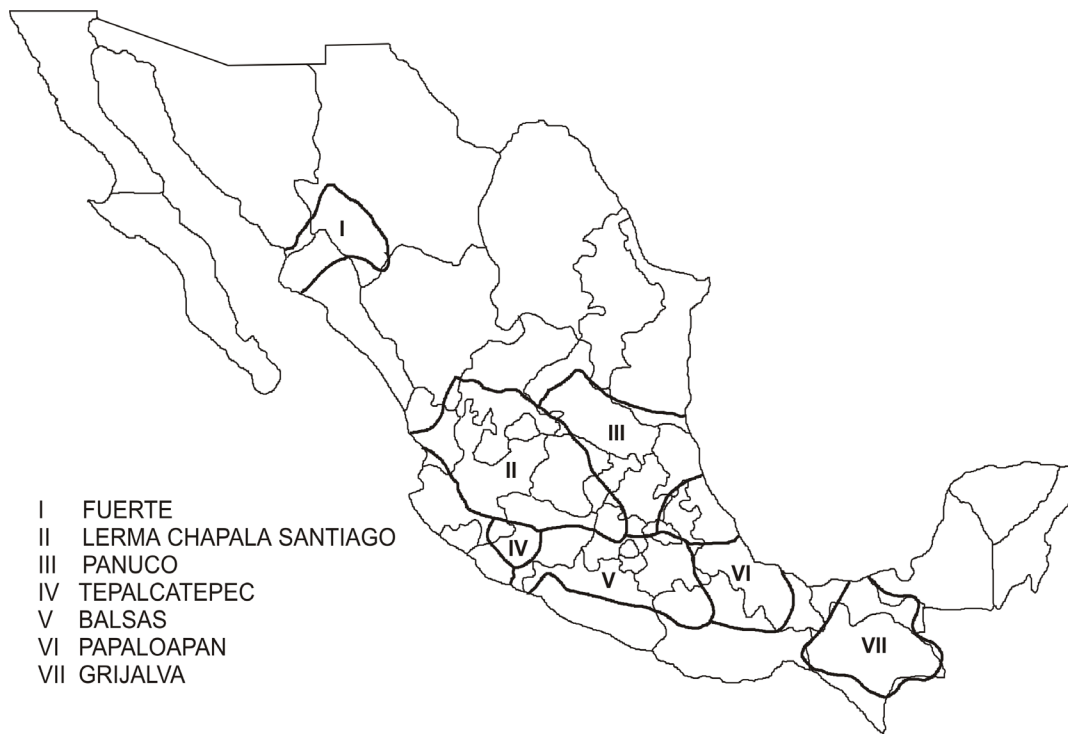 I
II
III
IV
V
VI
VII
I FUERTE
II LERMA CHAPALA SANTIAGO
III PANUCO
IV TEPALCATEPEC
V BALSAS
VI PAPALOAPAN
VII GRIJALVA